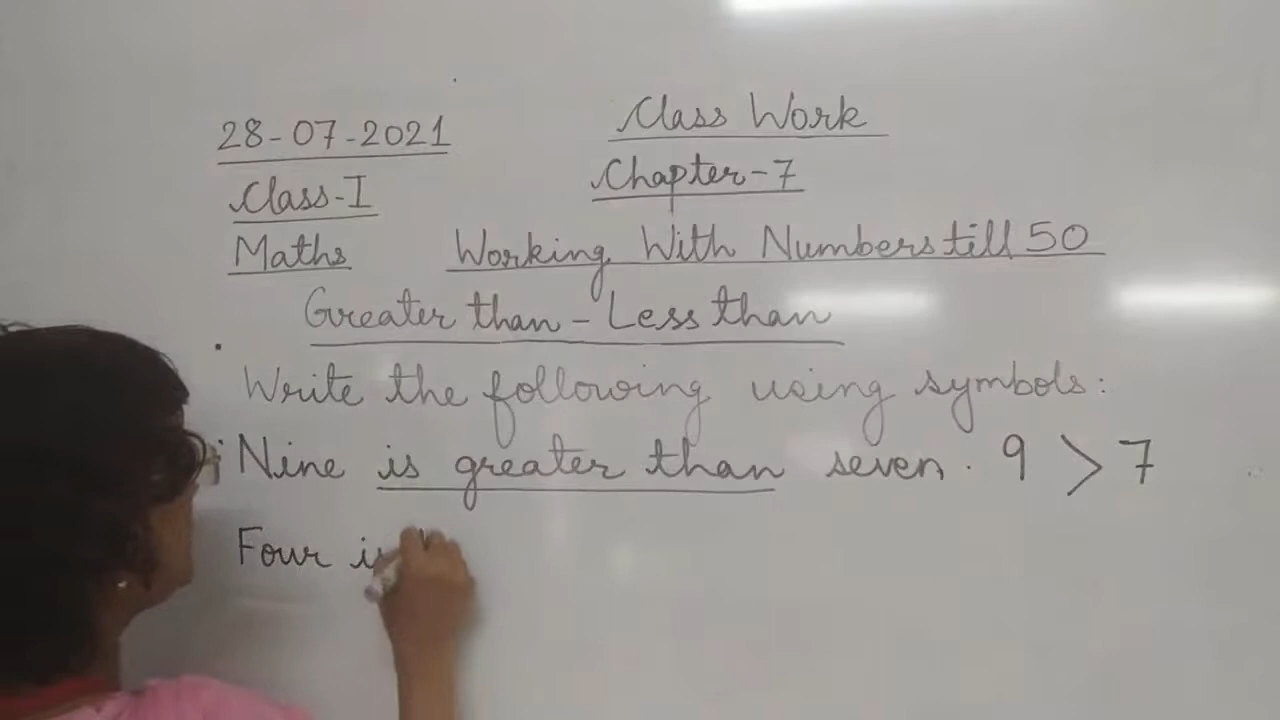 28-07-2021 Class Work
Class-I Chapter-7
Maths Working With Numbers till 50
Greater than - Less than
Write the following using symbols:
Nine is greater than seven. 9 > 7
Four